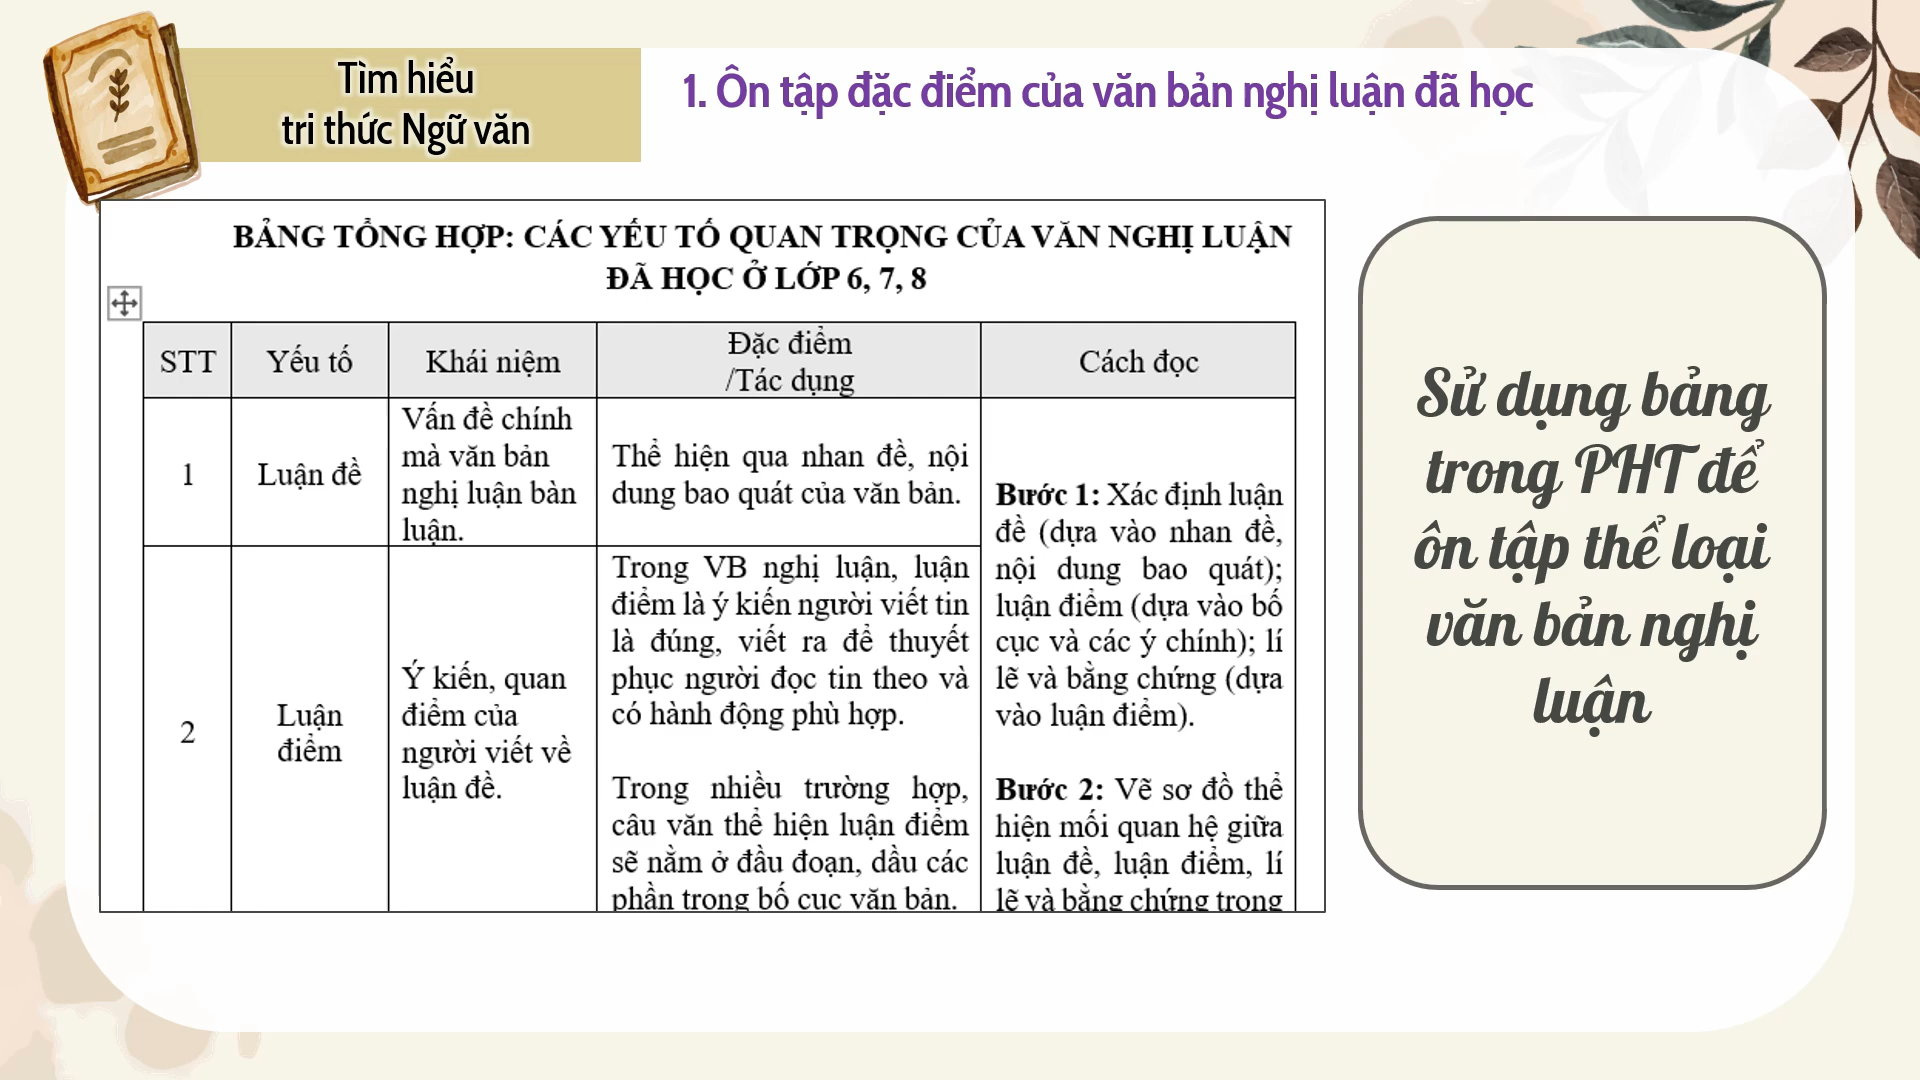 Tìm hiểu
tri thức Ngữ văn
1. Ôn tập đặc điểm của văn bản nghị luận đã học
BẢNG TỔNG HỢP: CÁC YẾU TỐ QUAN TRỌNG CỦA VĂN NGHỊ LUẬN
ĐÃ HỌC Ở LỚP 6, 7, 8
STT
Yếu tố
Khái niệm
Đặc điểm
/Tác dụng
Cách đọc
1
Luận đề
Vấn đề chính
mà văn bản
nghị luận bàn
luận.
Thể hiện qua nhan đề, nội
dung bao quát của văn bản.
2
Luận
điểm
Ý kiến, quan
điểm của
người viết về
luận đề.
Trong VB nghị luận, luận
điểm là ý kiến người viết tin
là đúng, viết ra để thuyết
phục người đọc tin theo và
có hành động phù hợp.
Trong nhiều trường hợp,
câu văn thể hiện luận điểm
sẽ nằm ở đầu đoạn, dầu các
phần trong bố cục văn bản.
Bước 1: Xác định luận
đề (dựa vào nhan đề,
nội dung bao quát);
luận điểm (dựa vào bố
cục và các ý chính); lí
lẽ và bằng chứng (dựa
vào luận điểm).
Bước 2: Vẽ sơ đồ thể
hiện mối quan hệ giữa
luận đề, luận điểm, lí
lẽ và bằng chứng trong
Sử dụng bảng
trong PHT để
ôn tập thể loại
văn bản nghị
luận